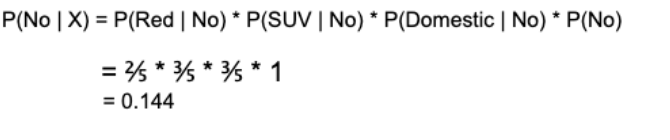 P(No | X) = P(Red | No) * P(SUV | No) * P(Domestic | No) * P(No)
= ⅖ * ⅗ * ⅗ * 1
= 0.144